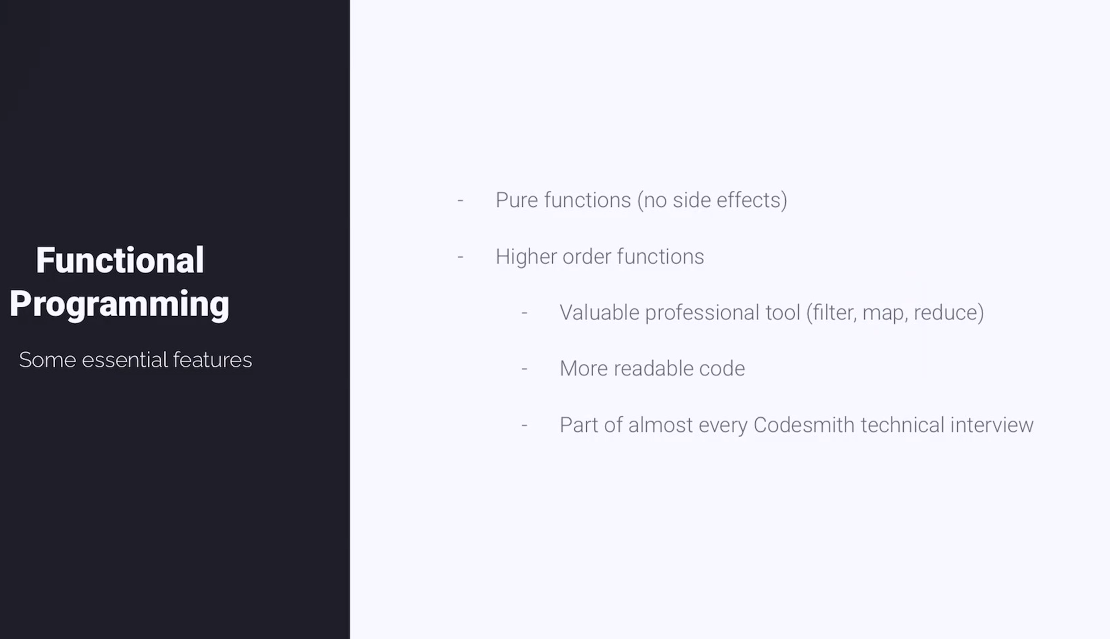 Functional
Programming
Some essential features
- Pure functions (no side effects)
- Higher order functions
- Valuable professional tool (filter, map, reduce)
- More readable code
- Part of almost every Codesmith technical interview